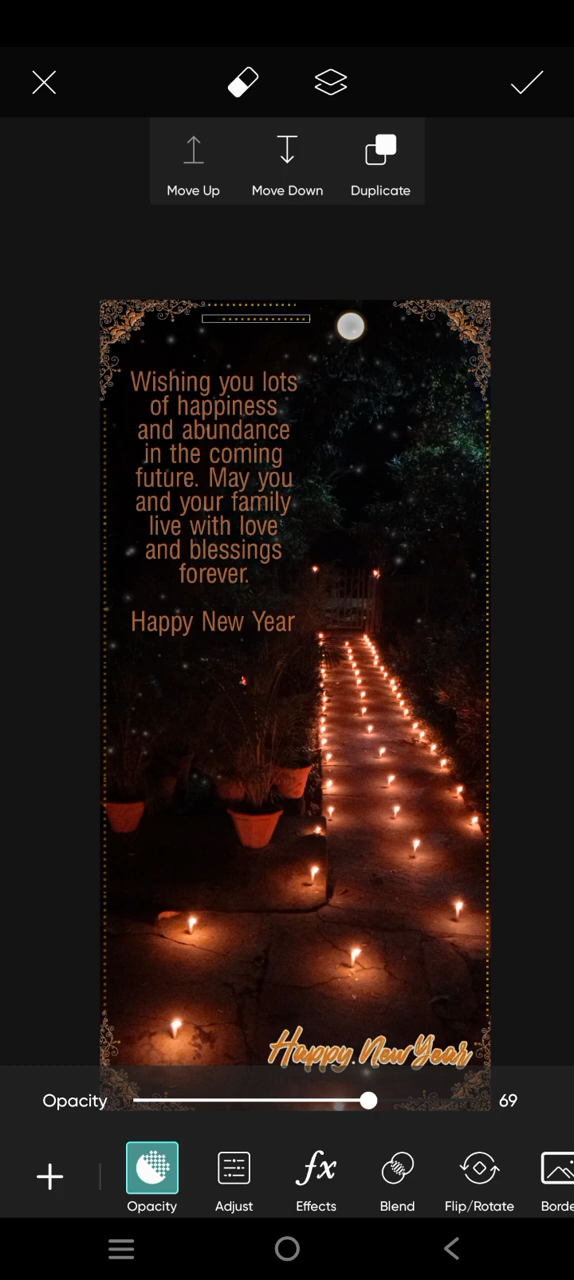 Move Up
Move Down
Duplicate
Wishing you lots
of happiness
and abundance
in the coming
future. May you
and your family
live with love
and blessings
forever.
Happy New Year
Happy New Year
Opacity
69
Opacity
Adjust
fx
Effects
Blend
Flip/Rotate
Borde